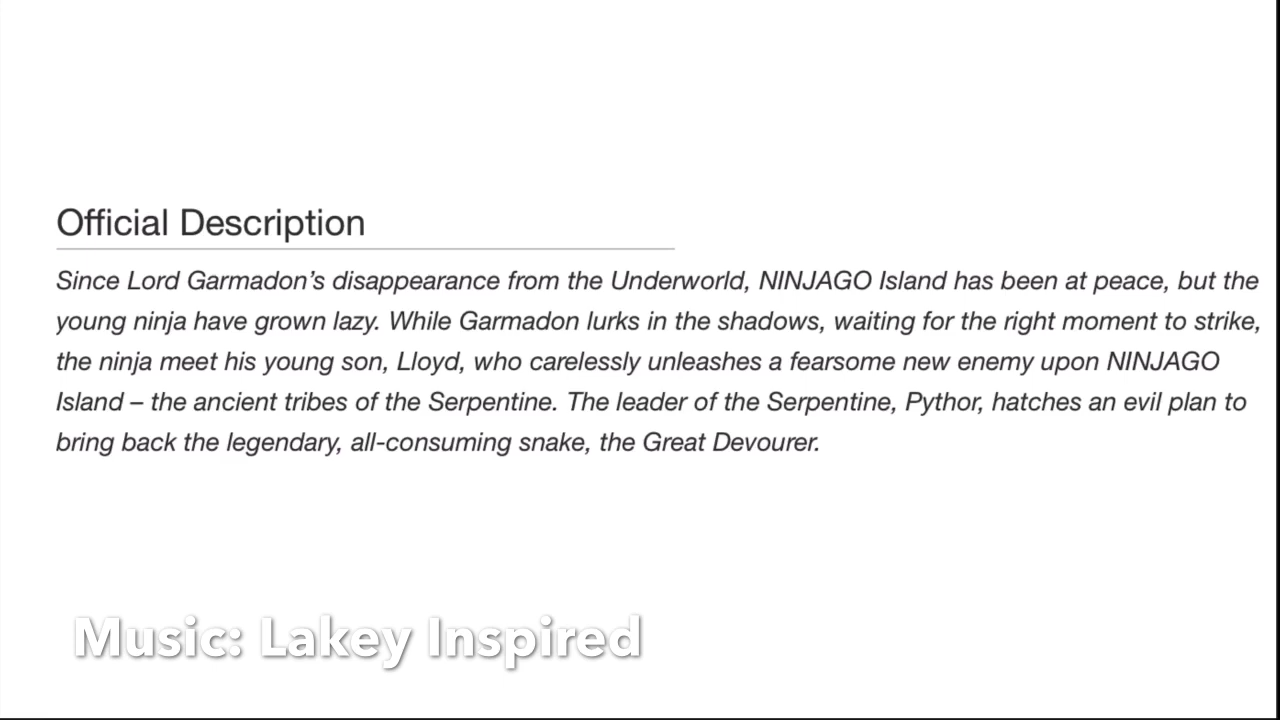 Official Description
Since Lord Garmadon’s disappearance from the Underworld, NINJAGO Island has been at peace, but the
young ninja have grown lazy. While Garmadon lurks in the shadows, waiting for the right moment to strike,
the ninja meet his young son, Lloyd, who carelessly unleashes a fearsome new enemy upon NINJAGO
Island – the ancient tribes of the Serpentine. The leader of the Serpentine, Pythor, hatches an evil plan to
bring back the legendary, all-consuming snake, the Great Devourer.
Music: Lakey Inspired